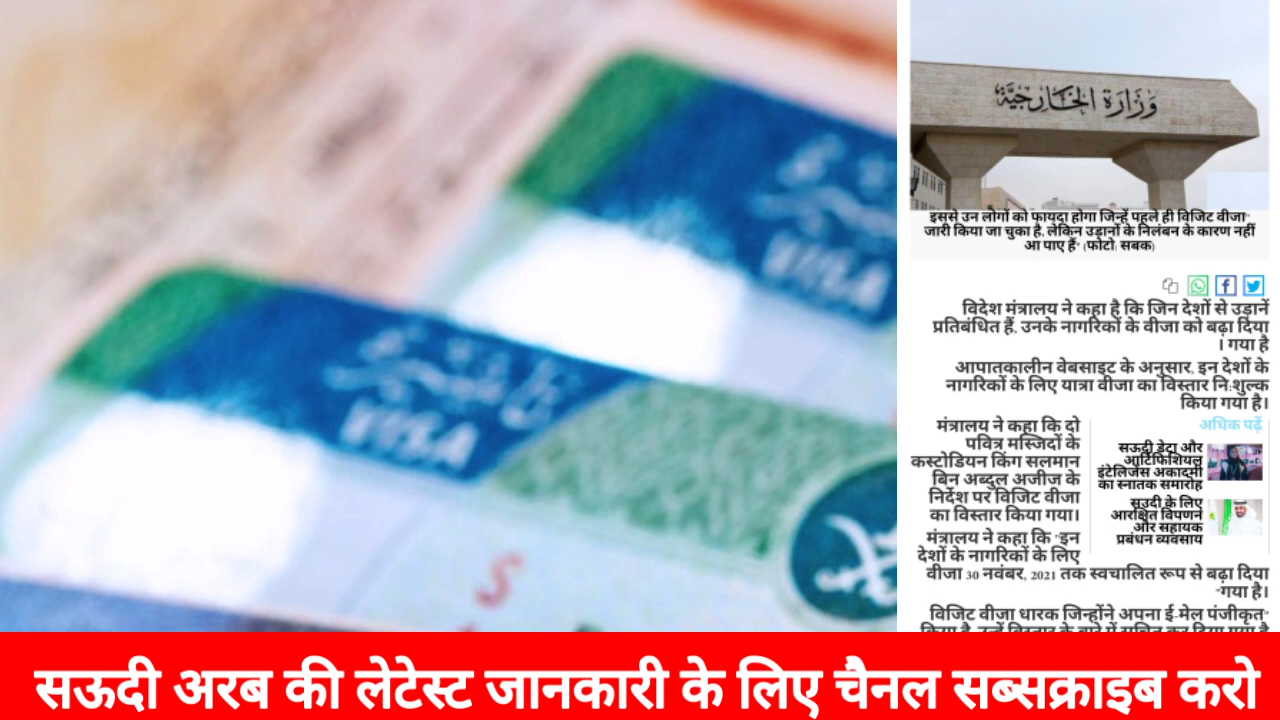 VISA
VISA
وزارة الخارجية
इससे उन लोगों को फायदा होगा जिन्हें पहले ही विजिट वीजा"
जारी किया जा चुका है, लेकिन उड़ानों के निलंबन के कारण नहीं
आ पाए हैं" (फोटो: सबक)
विदेश मंत्रालय ने कहा है कि जिन देशों से उड़ानें
प्रतिबंधित हैं, उनके नागरिकों के वीजा को बढ़ा दिया
। गया है
आपातकालीन वेबसाइट के अनुसार, इन देशों के
नागरिकों के लिए यात्रा वीजा का विस्तार नि:शुल्क
किया गया है।
मंत्रालय ने कहा कि दो
पवित्र मस्जिदों के
कस्टोडियन किंग सलमान
बिन अब्दुल अजीज के
निर्देश पर विजिट वीजा
का विस्तार किया गया।
अधिक पढ़ें
सऊदी डेटा और
आर्टिफिशियल
इंटेलिजेंस अकादमी
का स्नातक समारोह
सउदी के लिए
आरक्षित विपणन
और सहायक
प्रबंधन व्यवसाय
मंत्रालय ने कहा कि "इन
देशों के नागरिकों के लिए
वीजा 30 नवंबर, 2021 तक स्वचालित रूप से बढ़ा दिया
"गया है।
विजिट वीजा धारक जिन्होंने अपना ई-मेल पंजीकृत"
किया है, उन्हें विस्तार के बारे में सूचित कर दिया गया है
सऊदी अरब की लेटेस्ट जानकारी के लिए चैनल सब्सक्राइब करो